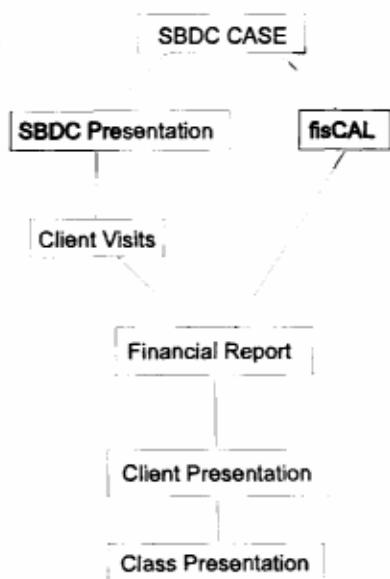 SBDC CASE
SBDC Presentation
fisCAL
Client Visits
Financial Report
Client Presentation
Class Presentation